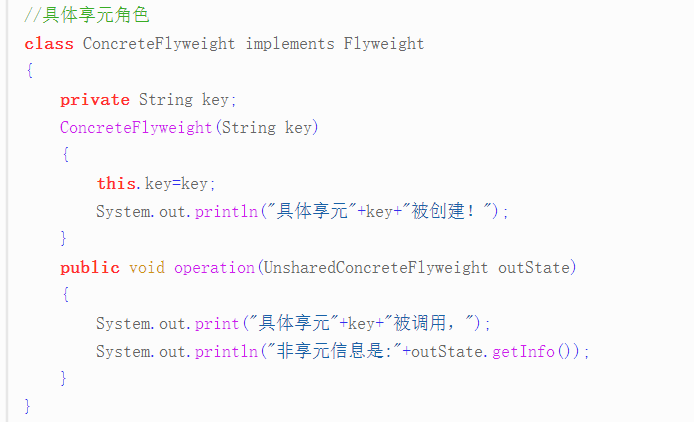 //具体享元角色
class ConcreteFlyweight implements Flyweight
{
    private String key;
    ConcreteFlyweight(String key)
    {
        this.key=key;
        System.out.println("具体享元"+key+"被创建！");
    }
    public void operation(UnsharedConcreteFlyweight outState)
    {
        System.out.print("具体享元"+key+"被调用，");
        System.out.println("非享元信息是:"+outState.getInfo());
    }
}